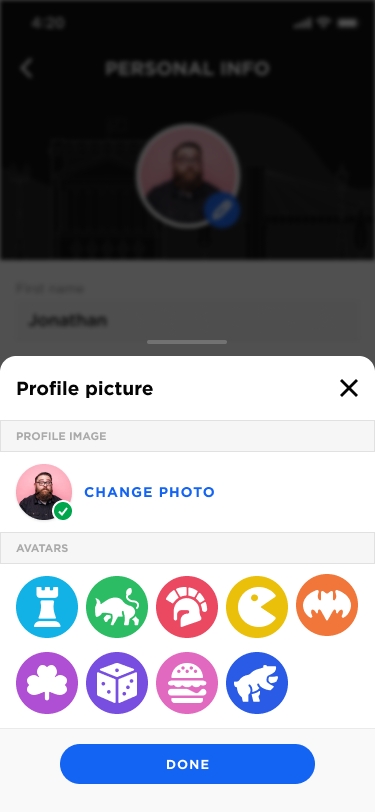 4:20
PERSONAL INFO
First name
Jonathan
Profile picture
PROFILE IMAGE
CHANGE PHOTO
AVATARS
DONE